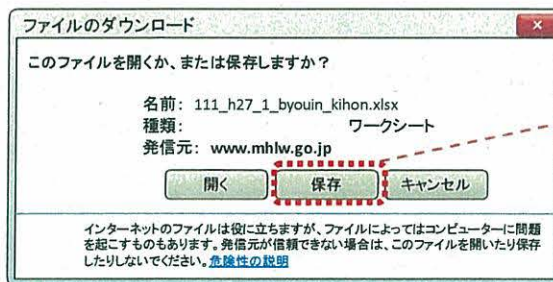 ファイルのダウンロード
このファイルを開くか、または保存しますか？
名前： 111_h27_1_byouin_kihon.xlsx
種類： ワークシート
発信元： www.mhlw.go.jp
開く 保存 キャンセル
インターネットのファイルは役に立ちますが、ファイルによってはコンピューターに問題
を起こすものもあります。発信元が信頼できない場合は、このファイルを開いたり保存
したりしないでください。危険性の説明